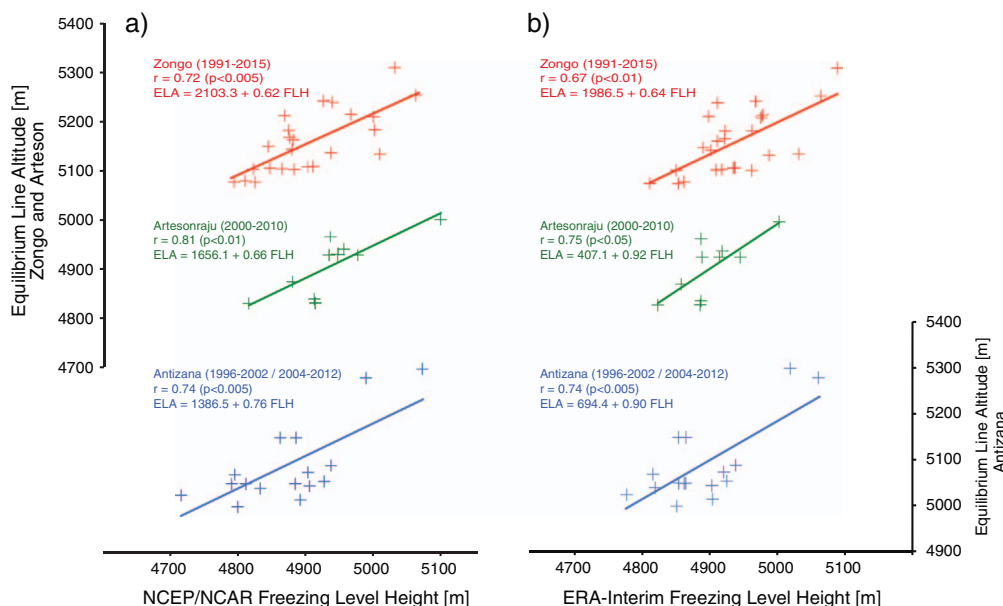 a)
b)
5400
5300
5200
5100
5000
4900
4800
4700
Equilibrium Line Altitude [m]
Zongo and Arteson
Zongo (1991-2015)
r = 0.72 (p<0.005)
ELA = 2103.3 + 0.62 FLH
Zongo (1991-2015)
r = 0.67 (p<0.01)
ELA = 1986.5 + 0.64 FLH
Artesonraju (2000-2010)
r = 0.81 (p<0.01)
ELA = 1656.1 + 0.66 FLH
Artesonraju (2000-2010)
r = 0.75 (p<0.05)
ELA = 407.1 + 0.92 FLH
Antizana (1996-2002 / 2004-2012)
r = 0.74 (p<0.005)
ELA = 1386.5 + 0.76 FLH
Antizana (1996-2002 / 2004-2012)
r = 0.74 (p<0.005)
ELA = 694.4 + 0.90 FLH
5400
5300
5200
5100
5000
4900
Equilibrium Line Altitude [m]
Antizana
4700 4800 4900 5000 5100
4700 4800 4900 5000 5100
NCEP/NCAR Freezing Level Height [m]
ERA-Interim Freezing Level Height [m]